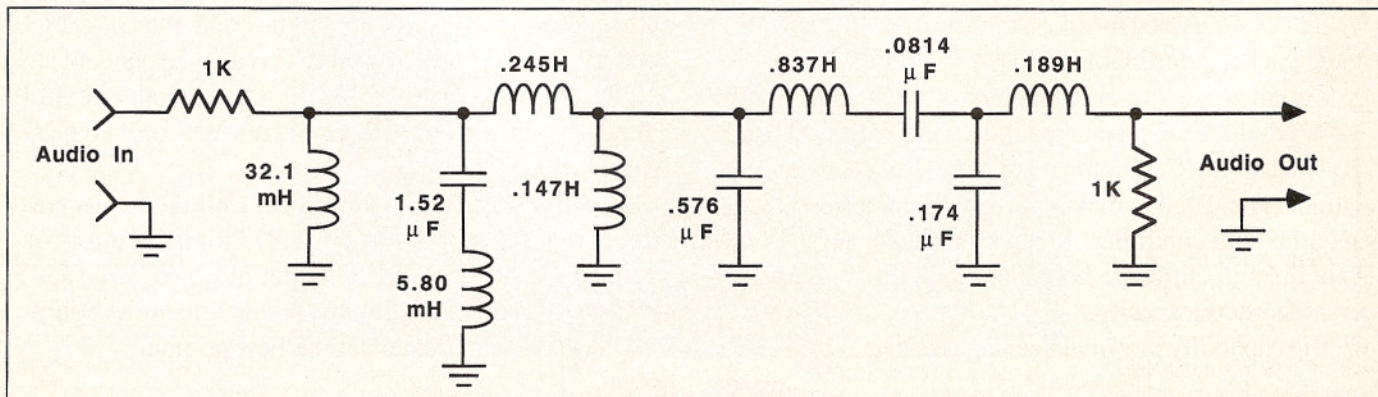 Audio In
1K
32.1
mH
1.52
μF
5.80
mH
.245H
.147H
.576
μF
.837H
.0814
μF
.174
μF
.189H
1K
Audio Out